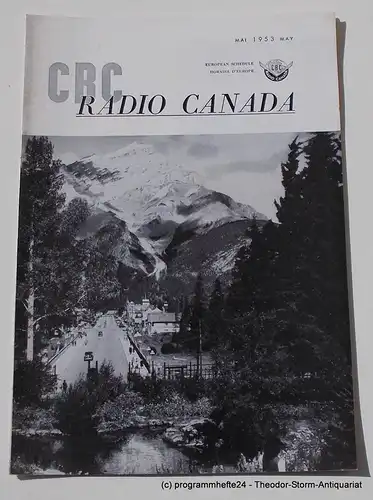 MAI 1953 MAY
EUROPEAN SCHEDULE
HORAIRE D'EUROPE
CBC
RADIO CANADA
(c) programmhefte24 - Theodor-Storm-Antiquariat